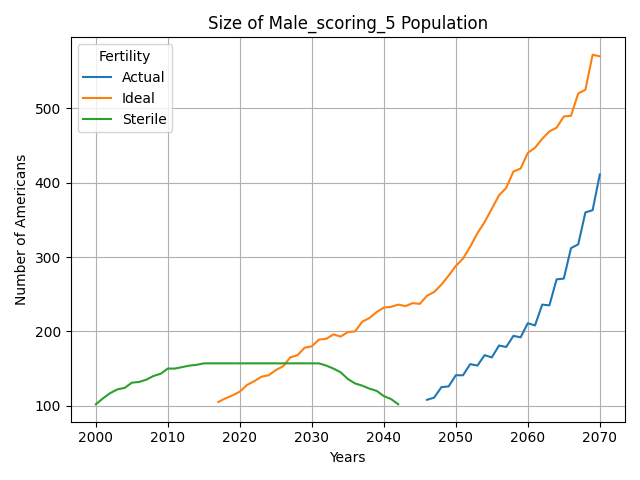 Size of Male_scoring_5 Population
Fertility
Actual
Ideal
Sterile
Number of Americans
500
400
300
200
100
2000 2010 2020 2030 2040 2050 2060 2070
Years